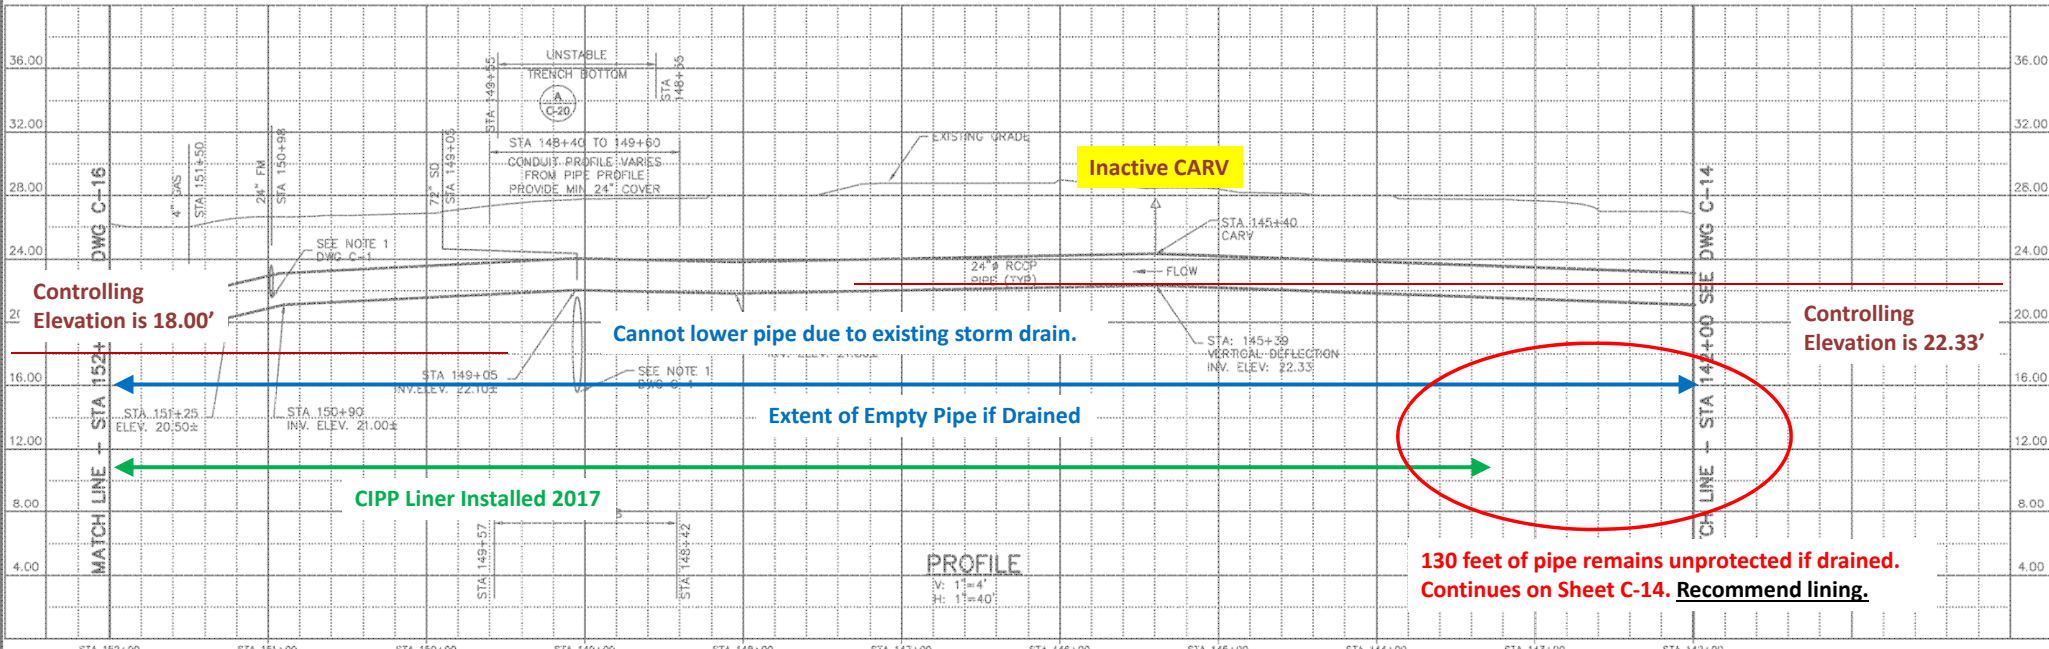 36.00
32.00
28.00
24.00
16.00
12.00
8.00
4.00
MATCH LINE -- STA 152+
DWG C-16
4" GAS
STA 151+50
24" FM
STA 150+98
72" SD
STA 149+05
STA 149+55
UNSTABLE
TRENCH BOTTOM
STA
148+55
A
C-20
STA 148+40 TO 149+60
CONDUIT PROFILE VARIES
FROM PIPE PROFILE
PROVIDE MIN 24" COVER
EXISTING GRADE
Inactive CARV
STA 145+40
CARV
SEE NOTE 1
DWG C-1
24"ø RCCP
PIPE (TYP)
FLOW
Controlling
Elevation is 18.00'
Cannot lower pipe due to existing storm drain.
Controlling
Elevation is 22.33'
STA: 145+39
VERTICAL DEFLECTION
INV. ELEV: 22.33
STA 149+05
INV. ELEV: 22.10±
SEE NOTE 1
STA 151+25
ELEV. 20.50±
STA 150+90
INV. ELEV. 21.00±
Extent of Empty Pipe if Drained
CIPP Liner Installed 2017
STA 149+57
STA 148+42
PROFILE
V: 1"=4'
H: 1"=40'
130 feet of pipe remains unprotected if drained.
Continues on Sheet C-14. Recommend lining.
CH LINE -- STA 142+00 SEE DWG C-14
36.00
32.00
28.00
24.00
20.00
16.00
12.00
8.00
4.00